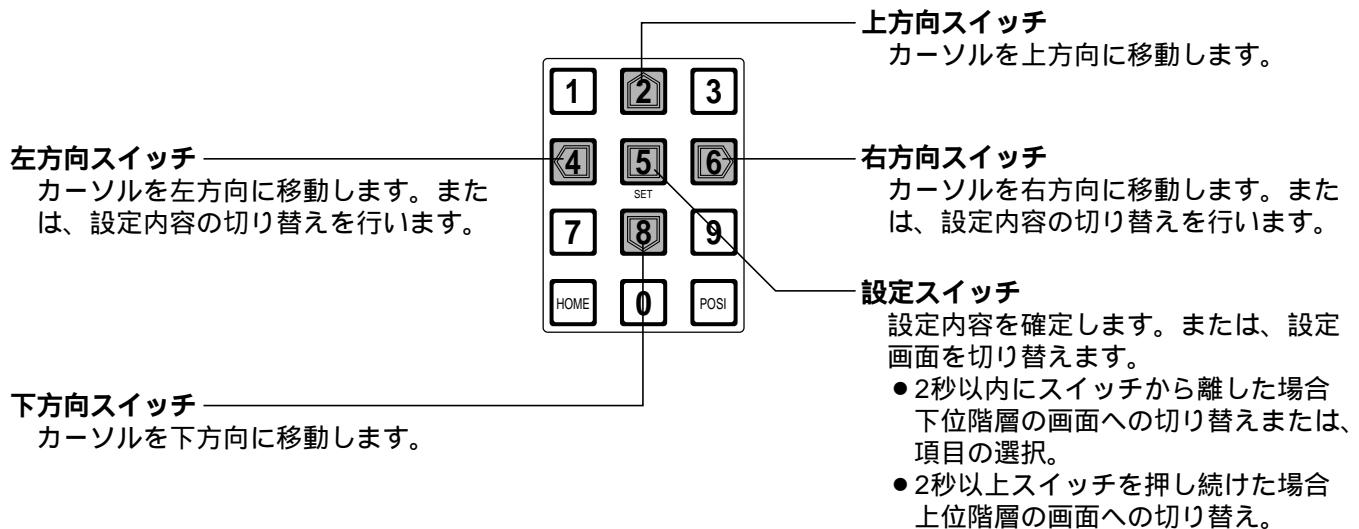 上方向スイッチ
カーソルを上方向に移動します。
1 2 3
左方向スイッチ
カーソルを左方向に移動します。また
は、設定内容の切り替えを行います。
4 5 6
SET
右方向スイッチ
カーソルを右方向に移動します。また
は、設定内容の切り替えを行います。
7 8 9
HOME 0 POSI
設定スイッチ
設定内容を確定します。または、設定
画面を切り替えます。
●2秒以内にスイッチから離した場合
下位階層の画面への切り替えまたは、
項目の選択。
●2秒以上スイッチを押し続けた場合
上位階層の画面への切り替え。
下方向スイッチ
カーソルを下方向に移動します。